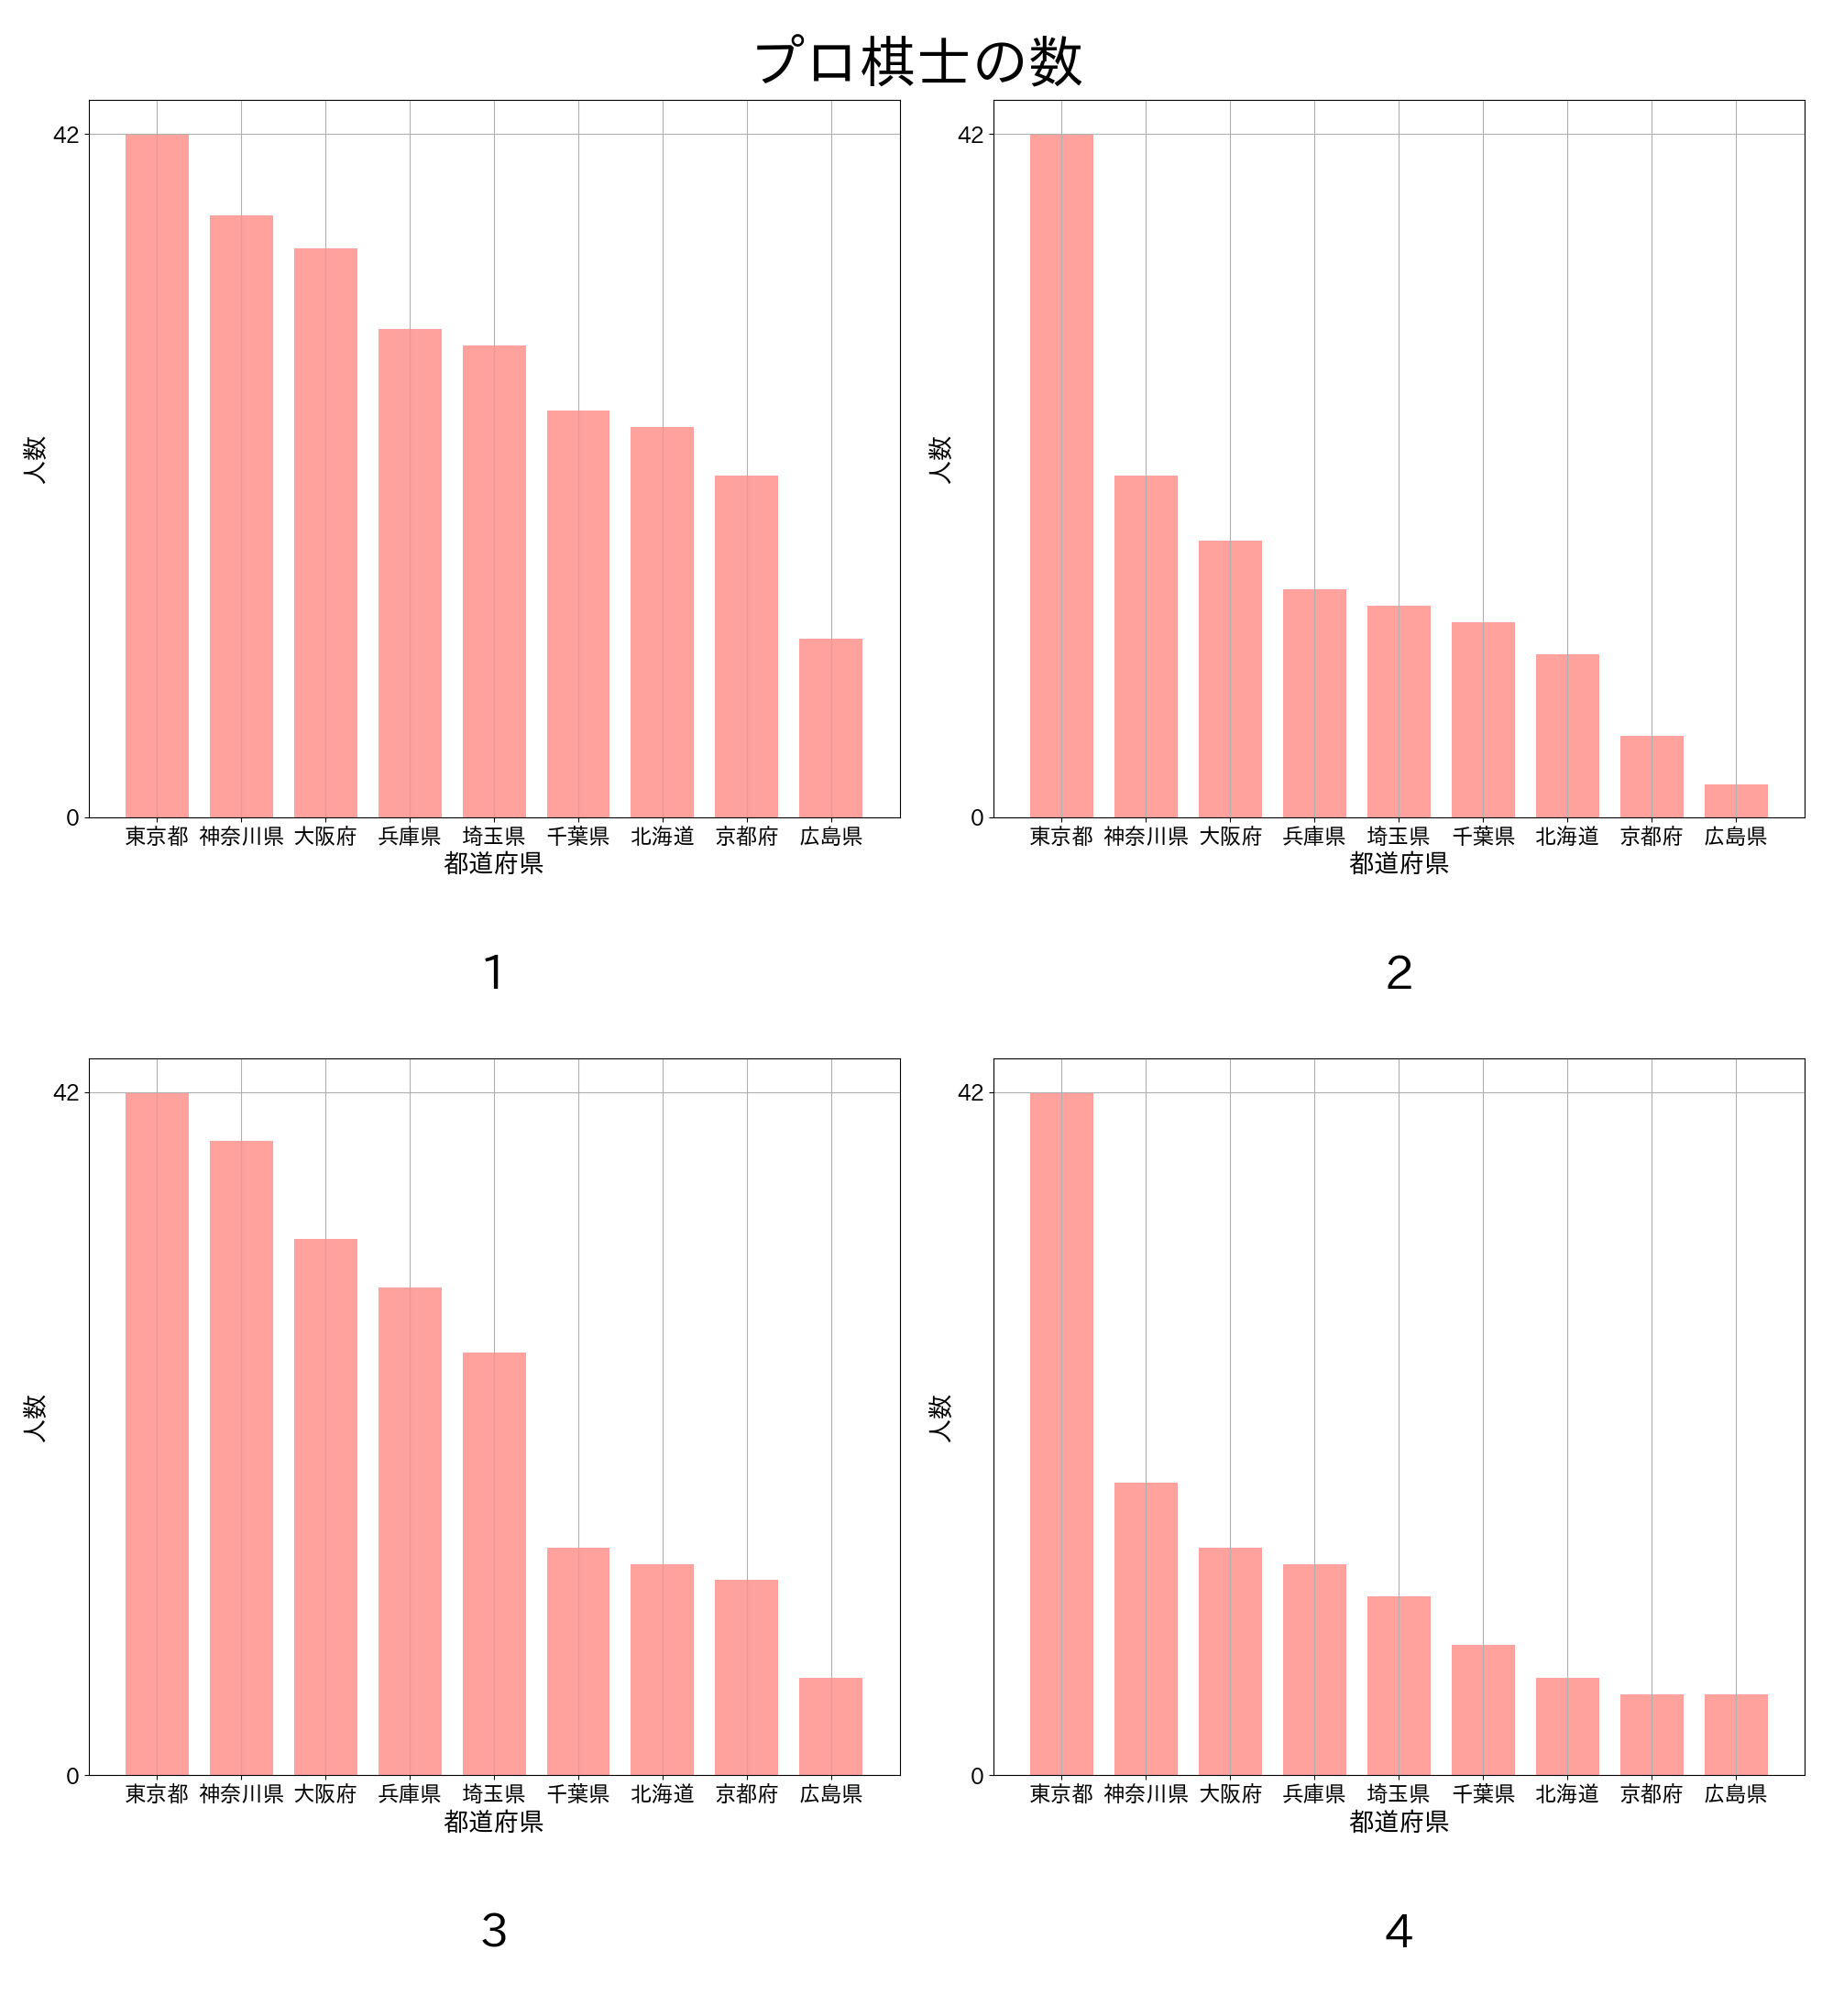 プロ棋士の数
42
0
人数
東京都 神奈川県 大阪府 兵庫県 埼玉県 千葉県 北海道 京都府 広島県
都道府県
1
42
0
人数
東京都 神奈川県 大阪府 兵庫県 埼玉県 千葉県 北海道 京都府 広島県
都道府県
2
42
0
人数
東京都 神奈川県 大阪府 兵庫県 埼玉県 千葉県 北海道 京都府 広島県
都道府県
3
42
0
人数
東京都 神奈川県 大阪府 兵庫県 埼玉県 千葉県 北海道 京都府 広島県
都道府県
4